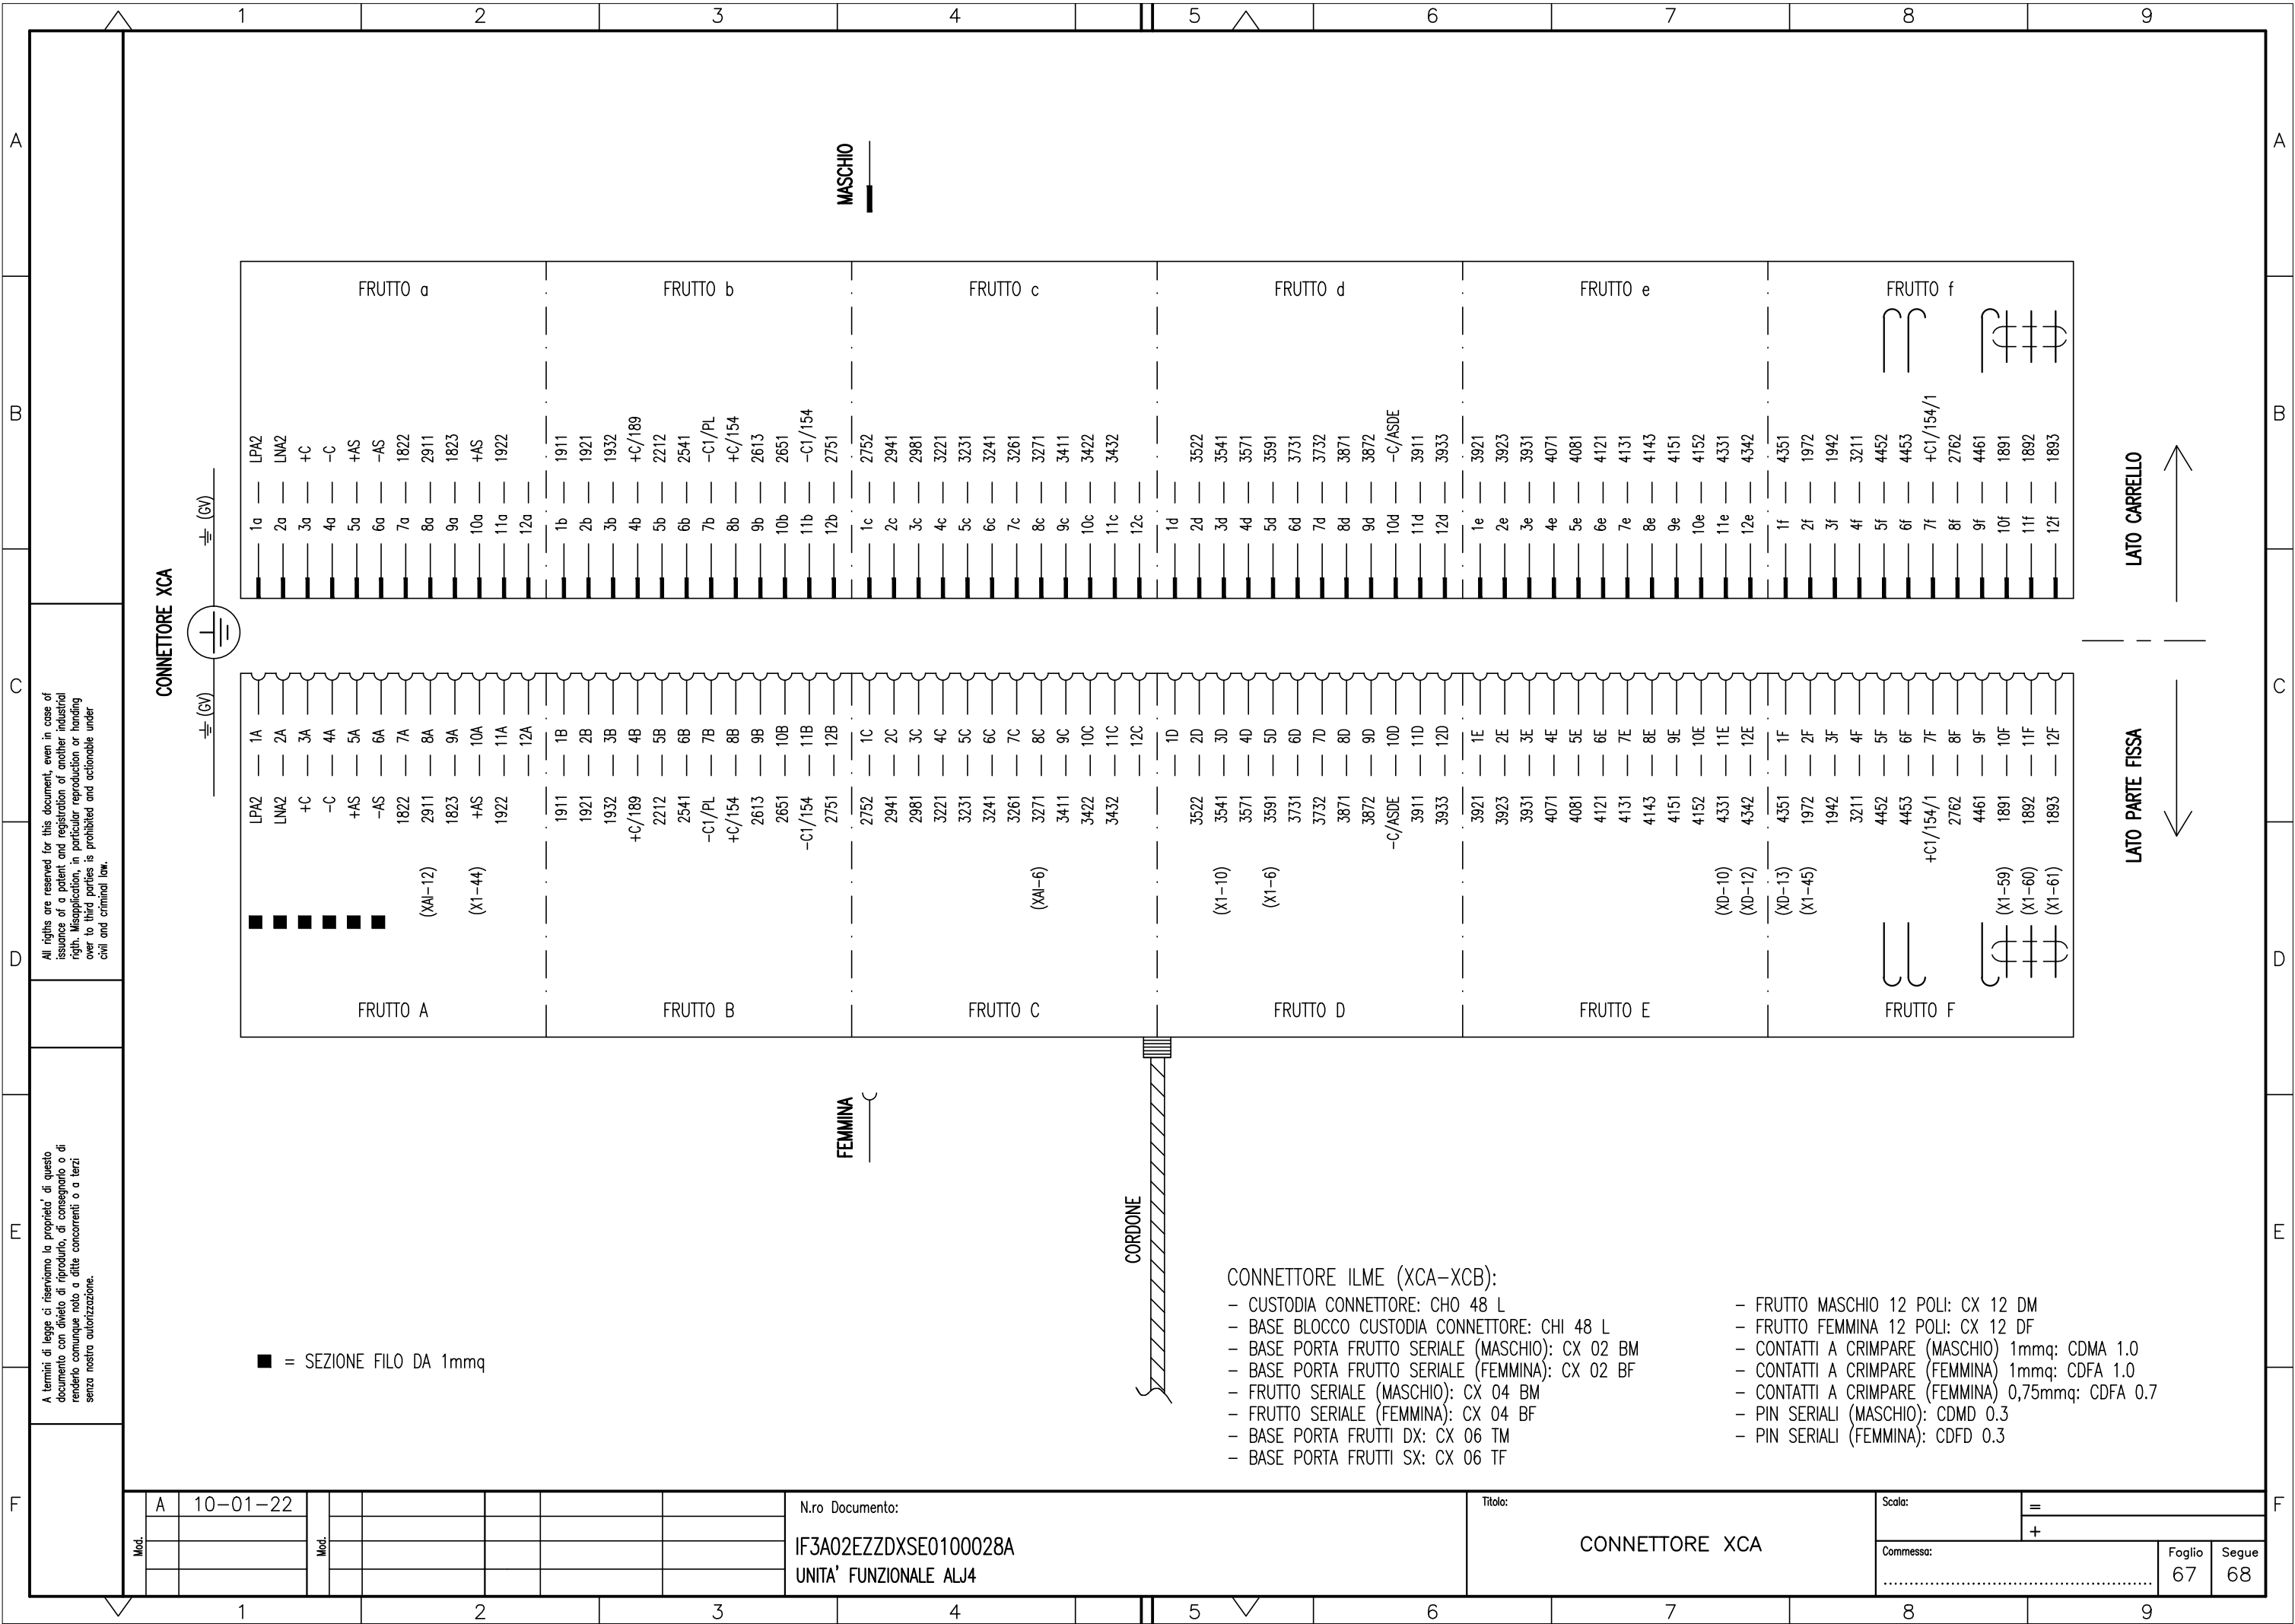 1 2 3 4 5 6 7 8 9
A
B
C
D
E
F
A
B
C
D
E
F
MASCHIO
FRUTTO a FRUTTO b FRUTTO c FRUTTO d FRUTTO e FRUTTO f
LPA2 LNA2 +C -C +AS -AS 1822 2911 1823 +AS 1922
1911 1921 1932 +C/189 2212 2541 -C1/PL +C/154 2613 2651 -C1/154 2751
2752 2941 2981 3221 3231 3241 3261 3271 3411 3422 3432
3522 3541 3571 3591 3731 3732 3871 3872 -C/ASDE 3911 3933
3921 3923 3931 4071 4081 4121 4131 4143 4151 4152 4331 4342
4351 1972 1942 3211 4452 4453 +C1/154/1 2762 4461 1891 1892 1893
1a 2a 3a 4a 5a 6a 7a 8a 9a 10a 11a 12a
1b 2b 3b 4b 5b 6b 7b 8b 9b 10b 11b 12b
1c 2c 3c 4c 5c 6c 7c 8c 9c 10c 11c 12c
1d 2d 3d 4d 5d 6d 7d 8d 9d 10d 11d 12d
1e 2e 3e 4e 5e 6e 7e 8e 9e 10e 11e 12e
1f 2f 3f 4f 5f 6f 7f 8f 9f 10f 11f 12f
(GV)
CONNETTORE XCA
(GV)
LATO CARRELLO
LATO PARTE FISSA
1A 2A 3A 4A 5A 6A 7A 8A 9A 10A 11A 12A
1B 2B 3B 4B 5B 6B 7B 8B 9B 10B 11B 12B
1C 2C 3C 4C 5C 6C 7C 8C 9C 10C 11C 12C
1D 2D 3D 4D 5D 6D 7D 8D 9D 10D 11D 12D
1E 2E 3E 4E 5E 6E 7E 8E 9E 10E 11E 12E
1F 2F 3F 4F 5F 6F 7F 8F 9F 10F 11F 12F
LPA2 LNA2 +C -C +AS -AS 1822 2911 1823 +AS 1922
1911 1921 1932 +C/189 2212 2541 -C1/PL +C/154 2613 2651 -C1/154 2751
2752 2941 2981 3221 3231 3241 3261 3271 3411 3422 3432
3522 3541 3571 3591 3731 3732 3871 3872 -C/ASDE 3911 3933
3921 3923 3931 4071 4081 4121 4131 4143 4151 4152 4331 4342
4351 1972 1942 3211 4452 4453 +C1/154/1 2762 4461 1891 1892 1893
(XAI-12) (X1-44) (XAI-6) (X1-10) (X1-6) (XD-10) (XD-12) (XD-13) (X1-45) (X1-59) (X1-60) (X1-61)
FRUTTO A FRUTTO B FRUTTO C FRUTTO D FRUTTO E FRUTTO F
FEMMINA
CORDONE
■ = SEZIONE FILO DA 1mmq
CONNETTORE ILME (XCA-XCB):
- CUSTODIA CONNETTORE: CHO 48 L
- BASE BLOCCO CUSTODIA CONNETTORE: CHI 48 L
- BASE PORTA FRUTTO SERIALE (MASCHIO): CX 02 BM
- BASE PORTA FRUTTO SERIALE (FEMMINA): CX 02 BF
- FRUTTO SERIALE (MASCHIO): CX 04 BM
- FRUTTO SERIALE (FEMMINA): CX 04 BF
- BASE PORTA FRUTTI DX: CX 06 TM
- BASE PORTA FRUTTI SX: CX 06 TF
- FRUTTO MASCHIO 12 POLI: CX 12 DM
- FRUTTO FEMMINA 12 POLI: CX 12 DF
- CONTATTI A CRIMPARE (MASCHIO) 1mmq: CDMA 1.0
- CONTATTI A CRIMPARE (FEMMINA) 1mmq: CDFA 1.0
- CONTATTI A CRIMPARE (FEMMINA) 0,75mmq: CDFA 0.7
- PIN SERIALI (MASCHIO): CDMD 0.3
- PIN SERIALI (FEMMINA): CDFD 0.3
All rigths are reserved for this document, even in case of
issuance of a patent and registration of another industrial
rigth. Misapplication, in particular reproduction or handing
over to third parties is prohibited and actionable under
civil and criminal law.
A termini di legge ci riserviamo la proprieta' di questo
documento con divieto di riprodurlo, di consegnarlo o di
renderlo comunque noto a ditte concorrenti o a terzi
senza nostra autorizzazione.
Mod. A 10-01-22 Mod.
N.ro Documento:
IF3A02EZZDXSE0100028A
UNITA' FUNZIONALE ALJ4
Titolo:
CONNETTORE XCA
Scala: =
+
Commessa:
Foglio Segue
67 68
1 2 3 4 5 6 7 8 9